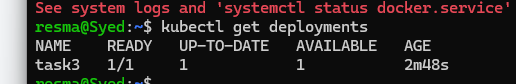 See system logs and 'systemctl status docker.service'
resma@Syed:~$ kubectl get deployments
NAME READY UP-TO-DATE AVAILABLE AGE
task3 1/1 1 1 2m48s
resma@Syed:~$